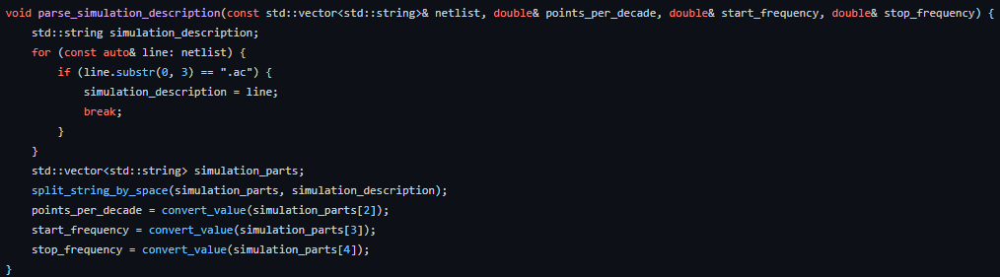 void parse_simulation_description(const std::vector<std::string>& netlist, double& points_per_decade, double& start_frequency, double& stop_frequency) {
    std::string simulation_description;
    for (const auto& line: netlist) {
        if (line.substr(0, 3) == ".ac") {
            simulation_description = line;
            break;
        }
    }
    std::vector<std::string> simulation_parts;
    split_string_by_space(simulation_parts, simulation_description);
    points_per_decade = convert_value(simulation_parts[2]);
    start_frequency = convert_value(simulation_parts[3]);
    stop_frequency = convert_value(simulation_parts[4]);
}